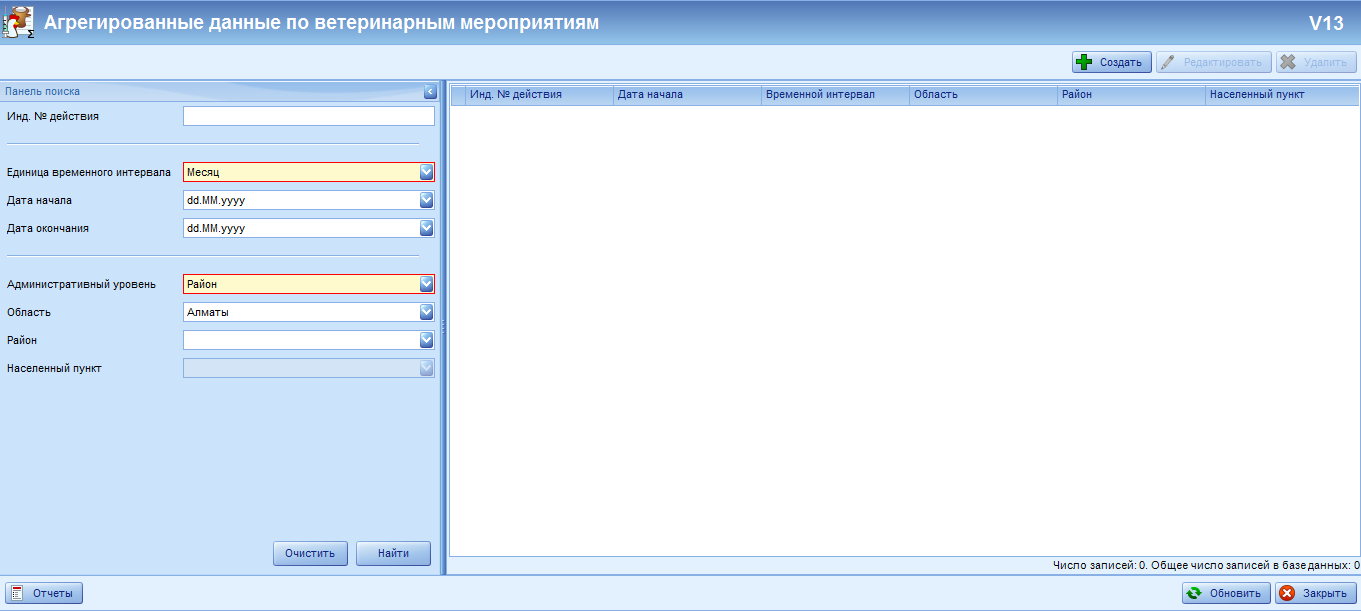 Агрегированные данные по ветеринарным мероприятиям V13
Создать Редактировать Удалить
Панель поиска
Инд. № действия
Единица временного интервала Месяц
Дата начала dd.MM.yyyy
Дата окончания dd.MM.yyyy
Административный уровень Район
Область Алматы
Район
Населенный пункт
Очистить Найти
Инд. № действия Дата начала Временной интервал Область Район Населенный пункт
Число записей: 0. Общее число записей в базе данных: 0
Отчеты Обновить Закрыть